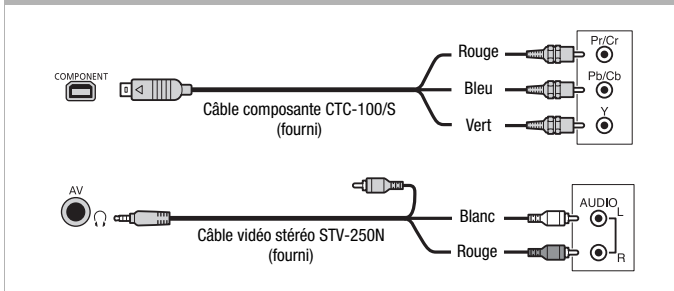 COMPONENT
Câble composante CTC-100/S
(fourni)
Rouge
Bleu
Vert
Pr/Cr
Pb/Cb
Y
AV
Câble vidéo stéréo STV-250N
(fourni)
Blanc
Rouge
AUDIO
L
R